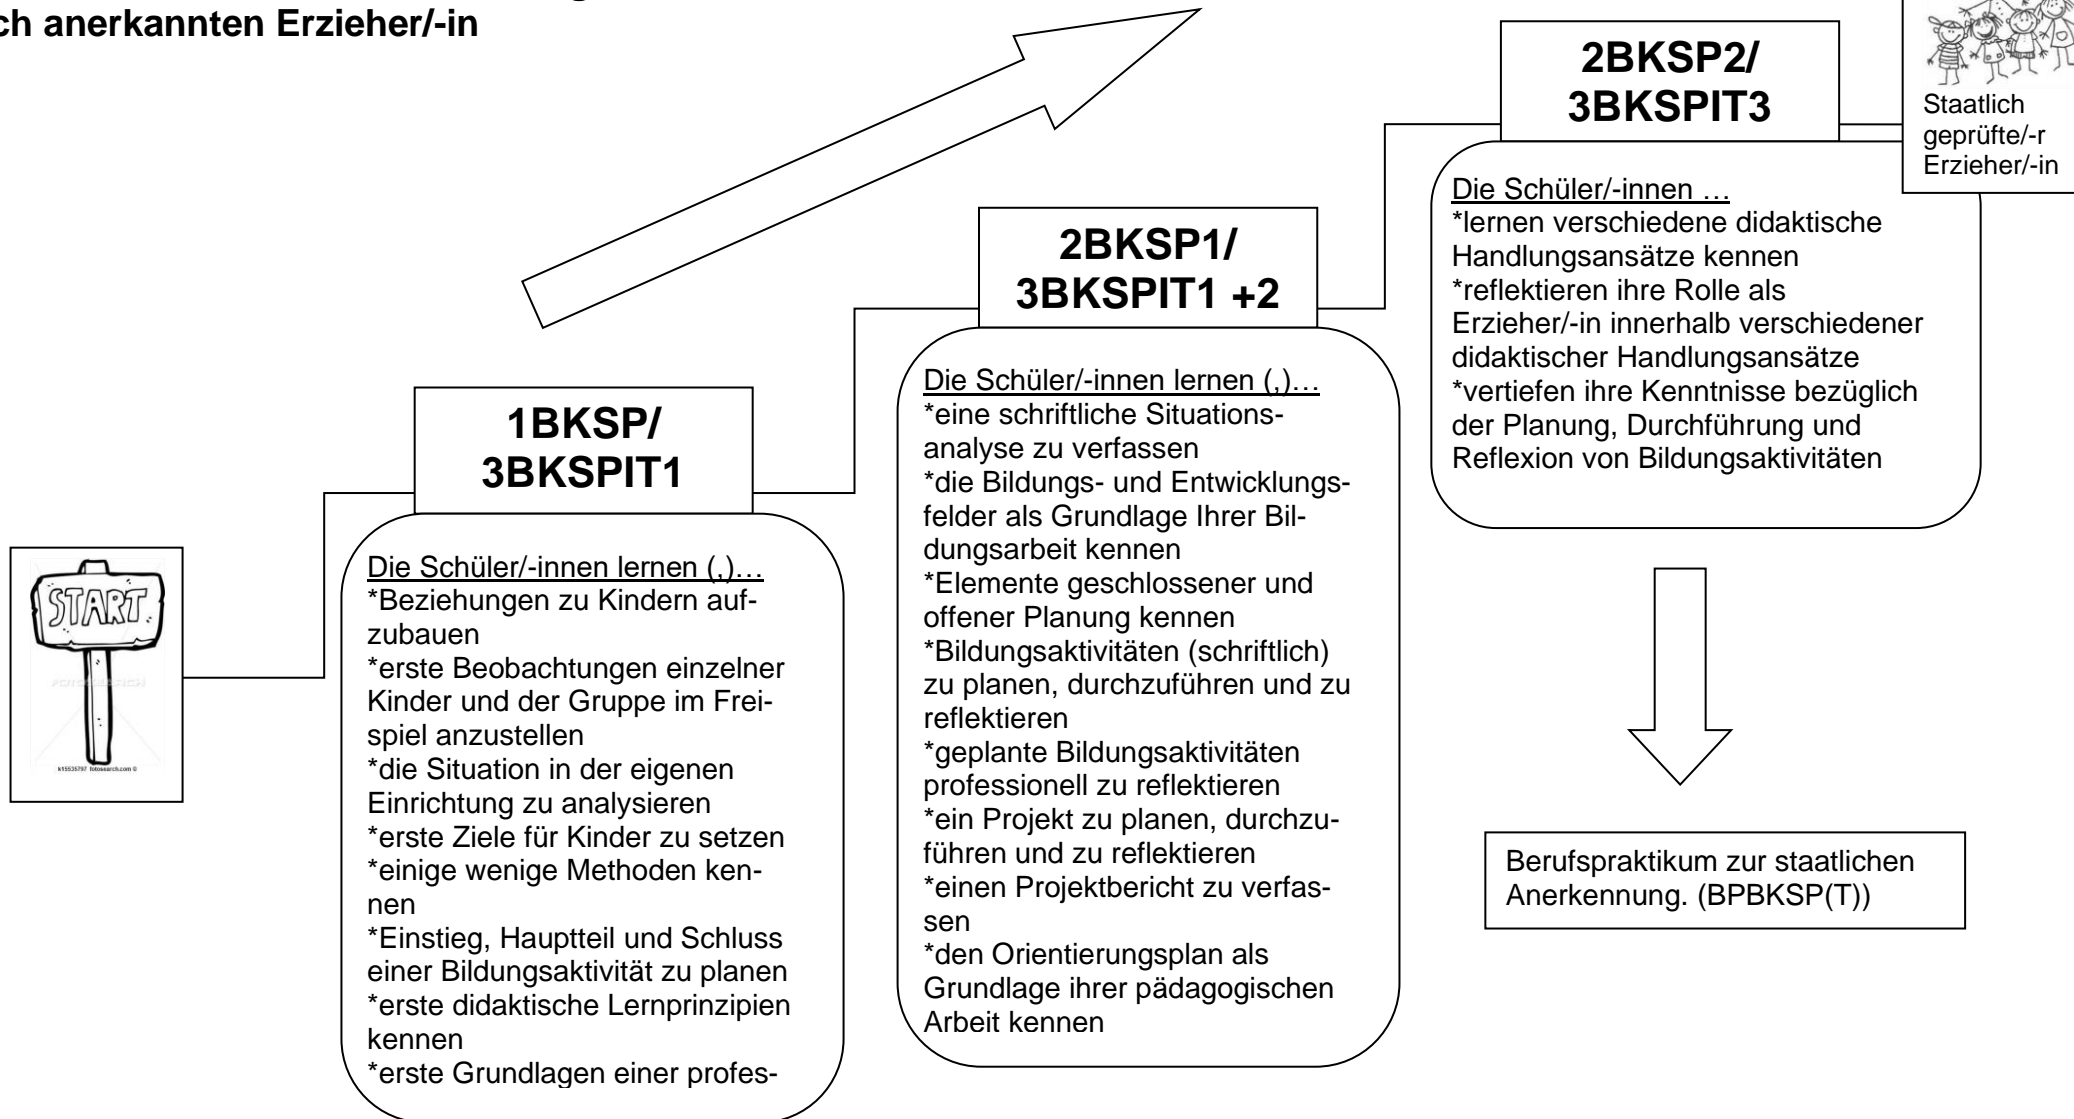 ch anerkannten Erzieher/-in
START.
k15535797 fotosearch.com ©
1BKSP/
3BKSPIT1
Die Schüler/-innen lernen (,)…
*Beziehungen zu Kindern auf-
zubauen
*erste Beobachtungen einzelner
Kinder und der Gruppe im Frei-
spiel anzustellen
*die Situation in der eigenen
Einrichtung zu analysieren
*erste Ziele für Kinder zu setzen
*einige wenige Methoden ken-
nen
*Einstieg, Hauptteil und Schluss
einer Bildungsaktivität zu planen
*erste didaktische Lernprinzipien
kennen
*erste Grundlagen einer profes-
2BKSP1/
3BKSPIT1 +2
Die Schüler/-innen lernen (,)…
*eine schriftliche Situations-
analyse zu verfassen
*die Bildungs- und Entwicklungs-
felder als Grundlage Ihrer Bil-
dungsarbeit kennen
*Elemente geschlossener und
offener Planung kennen
*Bildungsaktivitäten (schriftlich)
zu planen, durchzuführen und zu
reflektieren
*geplante Bildungsaktivitäten
professionell zu reflektieren
*ein Projekt zu planen, durchzu-
führen und zu reflektieren
*einen Projektbericht zu verfas-
sen
*den Orientierungsplan als
Grundlage ihrer pädagogischen
Arbeit kennen
2BKSP2/
3BKSPIT3
Die Schüler/-innen …
*lernen verschiedene didaktische
Handlungsansätze kennen
*reflektieren ihre Rolle als
Erzieher/-in innerhalb verschiedener
didaktischer Handlungsansätze
*vertiefen ihre Kenntnisse bezüglich
der Planung, Durchführung und
Reflexion von Bildungsaktivitäten
Staatlich
geprüfte/-r
Erzieher/-in
Berufspraktikum zur staatlichen
Anerkennung. (BPBKSP(T))